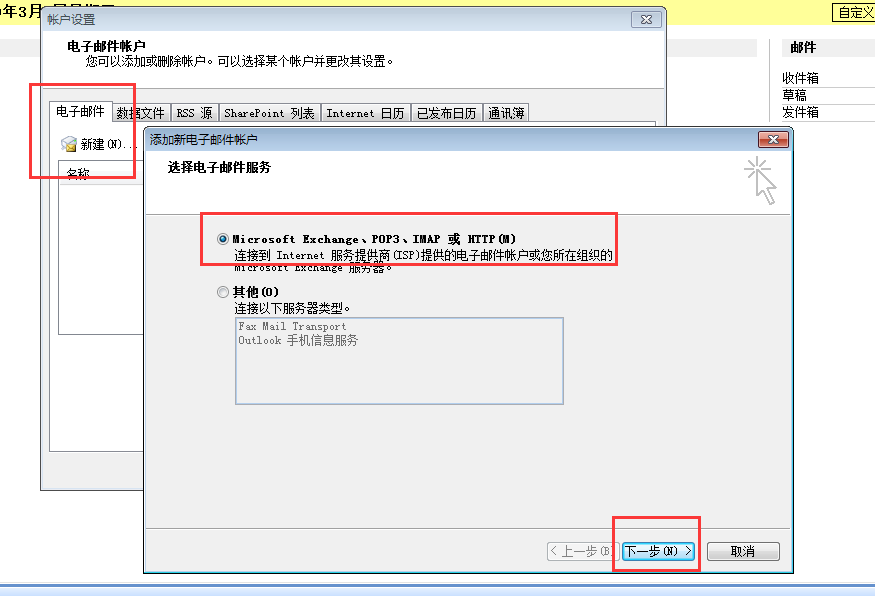 年3月
自定义
帐户设置
电子邮件帐户
您可以添加或删除帐户。可以选择某个帐户并更改其设置。
邮件
收件箱
草稿
发件箱
电子邮件 数据文件 RSS 源 SharePoint 列表 Internet 日历 已发布日历 通讯簿
新建(N)...
名称
添加新电子邮件帐户
选择电子邮件服务
Microsoft Exchange、POP3、IMAP 或 HTTP(M)
连接到 Internet 服务提供商(ISP)提供的电子邮件帐户或您所在组织的
Microsoft Exchange 服务器。
其他(O)
连接以下服务器类型。
Fax Mail Transport
Outlook 手机信息服务
< 上一步(B) 下一步(N) > 取消